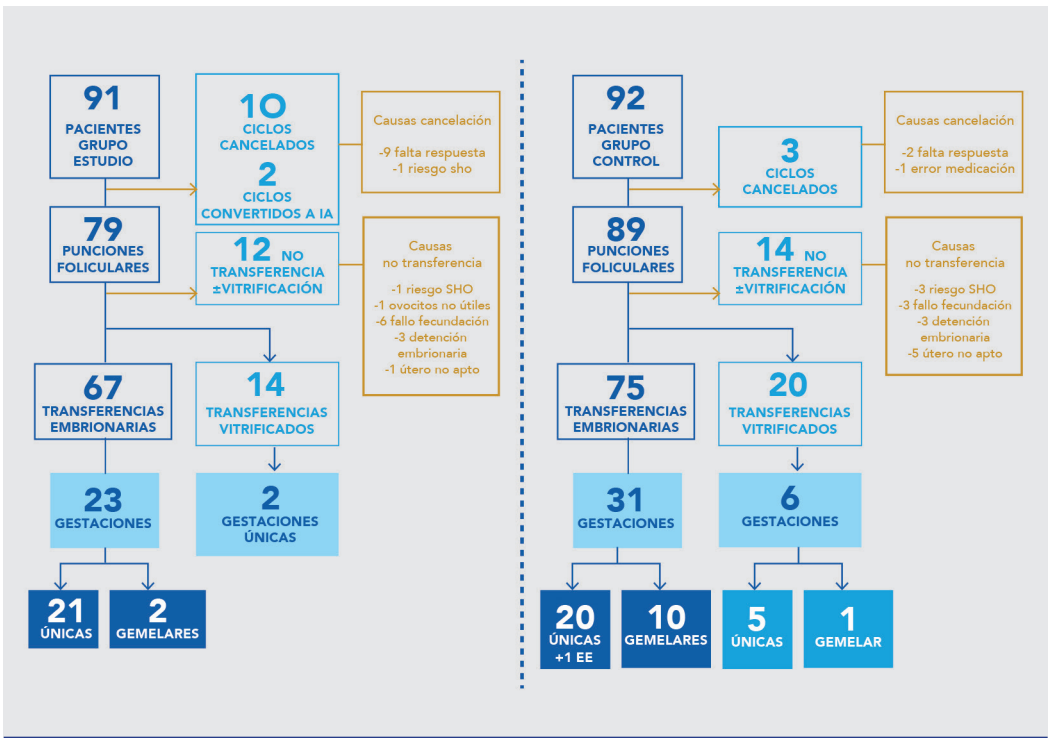 91
PACIENTES
GRUPO
ESTUDIO
10
CICLOS
CANCELADOS
2
CICLOS
CONVERTIDOS A IA
Causas cancelación
-9 falta respuesta
-1 riesgo sho
79
PUNCIONES
FOLICULARES
12 NO
TRANSFERENCIA
±VITRIFICACIÓN
Causas
no transferencia
-1 riesgo SHO
-1 ovocitos no útiles
-6 fallo fecundación
-3 detención
embrionaria
-1 útero no apto
67
TRANSFERENCIAS
EMBRIONARIAS
14
TRANSFERENCIAS
VITRIFICADOS
23
GESTACIONES
2
GESTACIONES
ÚNICAS
21
ÚNICAS
2
GEMELARES
92
PACIENTES
GRUPO
CONTROL
3
CICLOS
CANCELADOS
Causas cancelación
-2 falta respuesta
-1 error medicación
89
PUNCIONES
FOLICULARES
14 NO
TRANSFERENCIA
±VITRIFICACIÓN
Causas
no transferencia
-3 riesgo SHO
-3 fallo fecundación
-3 detención
embrionaria
-5 útero no apto
75
TRANSFERENCIAS
EMBRIONARIAS
20
TRANSFERENCIAS
VITRIFICADOS
31
GESTACIONES
6
GESTACIONES
20
ÚNICAS
+1 EE
10
GEMELARES
5
ÚNICAS
1
GEMELAR